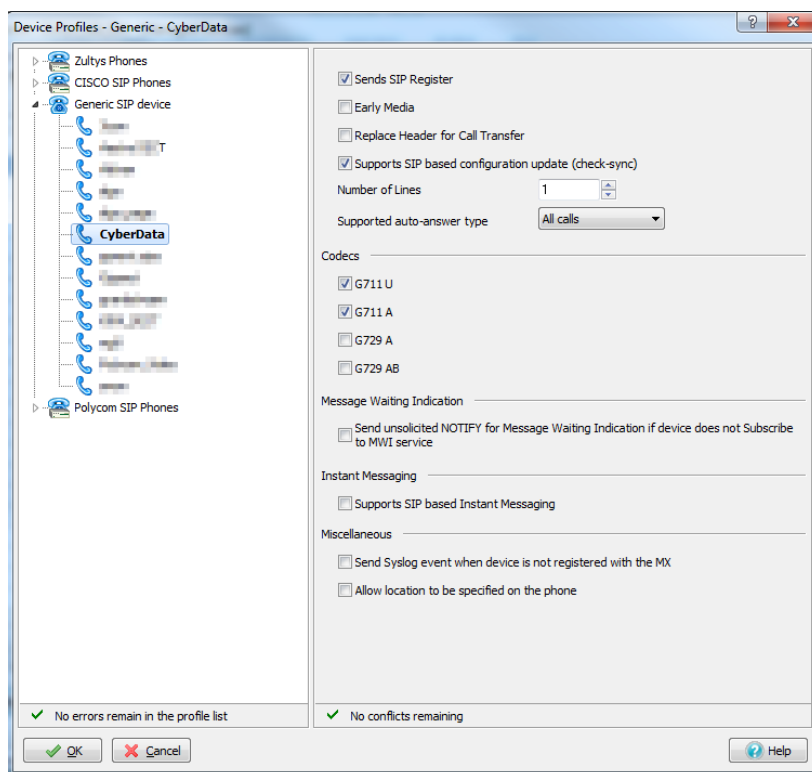 Device Profiles - Generic - CyberData
Zultys Phones
CISCO SIP Phones
Generic SIP device
CyberData
Polycom SIP Phones
No errors remain in the profile list
Sends SIP Register
Early Media
Replace Header for Call Transfer
Supports SIP based configuration update (check-sync)
Number of Lines 1
Supported auto-answer type All calls
Codecs
G711 U
G711 A
G729 A
G729 AB
Message Waiting Indication
Send unsolicited NOTIFY for Message Waiting Indication if device does not Subscribe
to MWI service
Instant Messaging
Supports SIP based Instant Messaging
Miscellaneous
Send Syslog event when device is not registered with the MX
Allow location to be specified on the phone
No conflicts remaining
OK Cancel Help